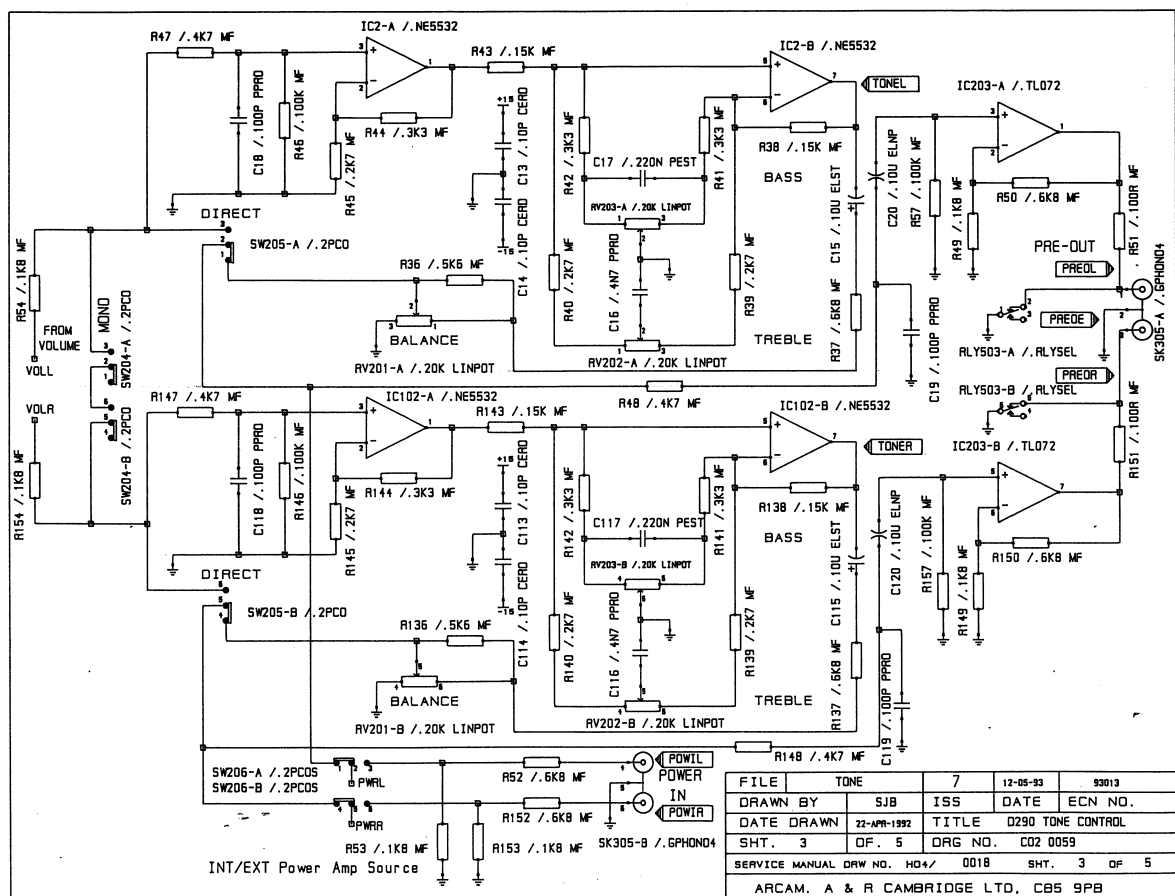 R47 /.4K7 MF
IC2-A /.NE5532
R43 /.15K MF
IC2-B /.NE5532
TONEL
IC203-A /.TL072
C18 /.100P PPRO
R46 /.100K MF
R44 /.3K3 MF
R45 /.2K7 MF
+15
C13 /.10P CERD
C14 /.10P CERD
-15
R42 /.3K3 MF
C17 /.220N PEST
R41 /.3K3 MF
R38 /.15K MF
BASS
C15 /.10U ELST
C20 /.10U ELNP
R57 /.100K MF
R49 /.1K8 MF
R50 /.6K8 MF
R51 /.100R MF
DIRECT
SW205-A /.2PCO
RV203-A /.20K LINPOT
PRE-OUT
PREOL
R54 /.1K8 MF
MONO
SW204-A /.2PCO
R36 /.5K6 MF
R40 /.2K7 MF
C16 /.4N7 PPRO
R39 /.2K7 MF
R37 /.6K8 MF
C19 /.100P PPRO
PREOE
SK305-A /.GPHONO4
FROM
VOLUME
VOLL
BALANCE
RV201-A /.20K LINPOT
TREBLE
RV202-A /.20K LINPOT
RLY503-A /.RLYSEL
PREOR
RLY503-B /.RLYSEL
VOLR
R147 /.4K7 MF
SW204-B /.2PCO
IC102-A /.NE5532
R143 /.15K MF
R48 /.4K7 MF
IC102-B /.NE5532
TONER
IC203-B /.TL072
R151 /.100R MF
R154 /.1K8 MF
C118 /.100P PPRO
R146 /.100K MF
R144 /.3K3 MF
R145 /.2K7 MF
+15
C113 /.10P CERD
C114 /.10P CERD
-15
R142 /.3K3 MF
C117 /.220N PEST
R141 /.3K3 MF
R138 /.15K MF
BASS
C115 /.10U ELST
C120 /.10U ELNP
R157 /.100K MF
R149 /.1K8 MF
R150 /.6K8 MF
DIRECT
SW205-B /.2PCO
RV203-B /.20K LINPOT
R136 /.5K6 MF
R140 /.2K7 MF
C116 /.4N7 PPRO
R139 /.2K7 MF
R137 /.6K8 MF
C119 /.100P PPRO
BALANCE
RV201-B /.20K LINPOT
TREBLE
RV202-B /.20K LINPOT
R148 /.4K7 MF
SW206-A /.2PCOS
SW206-B /.2PCOS
PWRL
PWRR
R52 /.6K8 MF
POWIL
POWER
IN
POWIR
R152 /.6K8 MF
R53 /.1K8 MF
R153 /.1K8 MF
SK305-B /.GPHONO4
INT/EXT Power Amp Source
FILE TONE 7 12-05-93 93013
DRAWN BY SJB ISS DATE ECN NO.
DATE DRAWN 22-APR-1992 TITLE D290 TONE CONTROL
SHT. 3 OF. 5 DRG NO. C02 0059
SERVICE MANUAL DRW NO. H04/ 0018 SHT. 3 OF 5
ARCAM. A & R CAMBRIDGE LTD, CB5 9PB